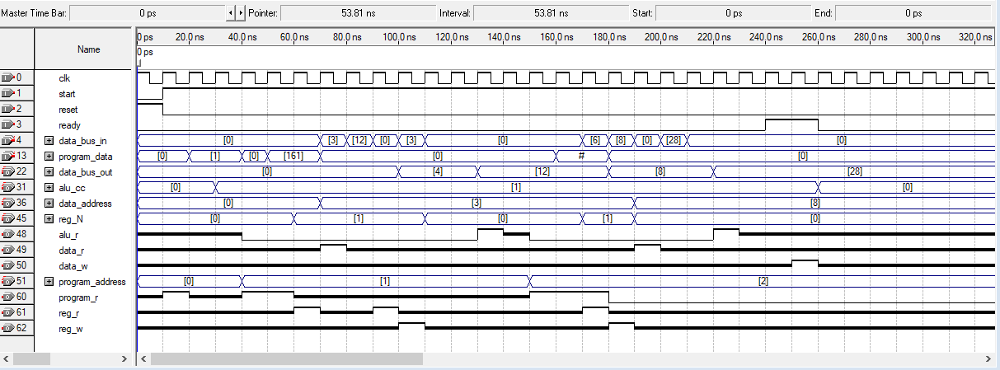 Master Time Bar: 0 ps Pointer: 53.81 ns Interval: 53.81 ns Start: 0 ps End: 0 ps
Name 0 ps 20.0 ns 40.0 ns 60.0 ns 80.0 ns 100.0 ns 120.0 ns 140.0 ns 160.0 ns 180.0 ns 200.0 ns 220.0 ns 240.0 ns 260.0 ns 280.0 ns 300.0 ns 320.0 ns
0 ps
0 clk
1 start
2 reset
3 ready
4 data_bus_in [0] [3] [12] [0] [3] [0] [6] [8] [0] [28] [0]
13 program_data [0] [1] [0] [161] [0] # [0]
22 data_bus_out [0] [4] [12] [8] [28]
31 alu_cc [0] [1] [0]
36 data_address [0] [3] [8]
45 reg_N [0] [1] [0] [1] [0]
48 alu_r
49 data_r
50 data_w
51 program_address [0] [1] [2]
60 program_r
61 reg_r
62 reg_w